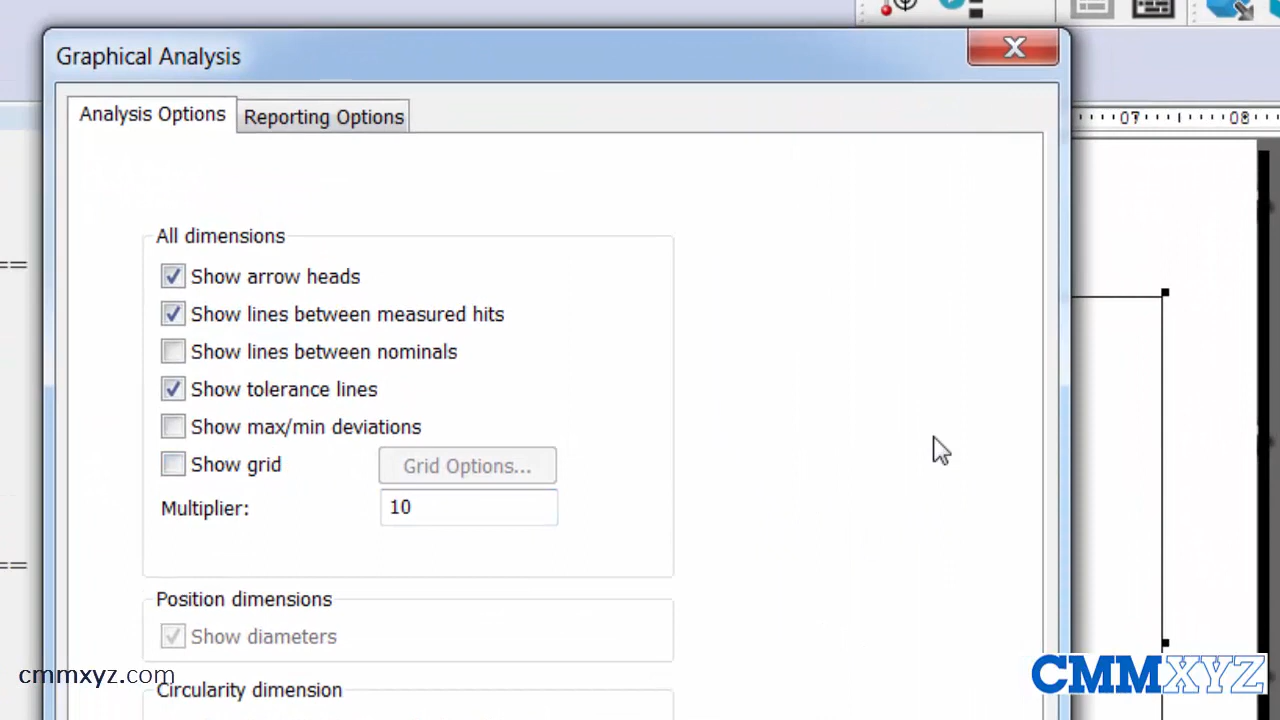 Graphical Analysis
Analysis Options
Reporting Options
07
08
All dimensions
==
Show arrow heads
Show lines between measured hits
Show lines between nominals
Show tolerance lines
Show max/min deviations
Show grid
Grid Options...
Multiplier:
10
==
Position dimensions
Show diameters
cmmxyz.com
CMMXYZ
Circularity dimension